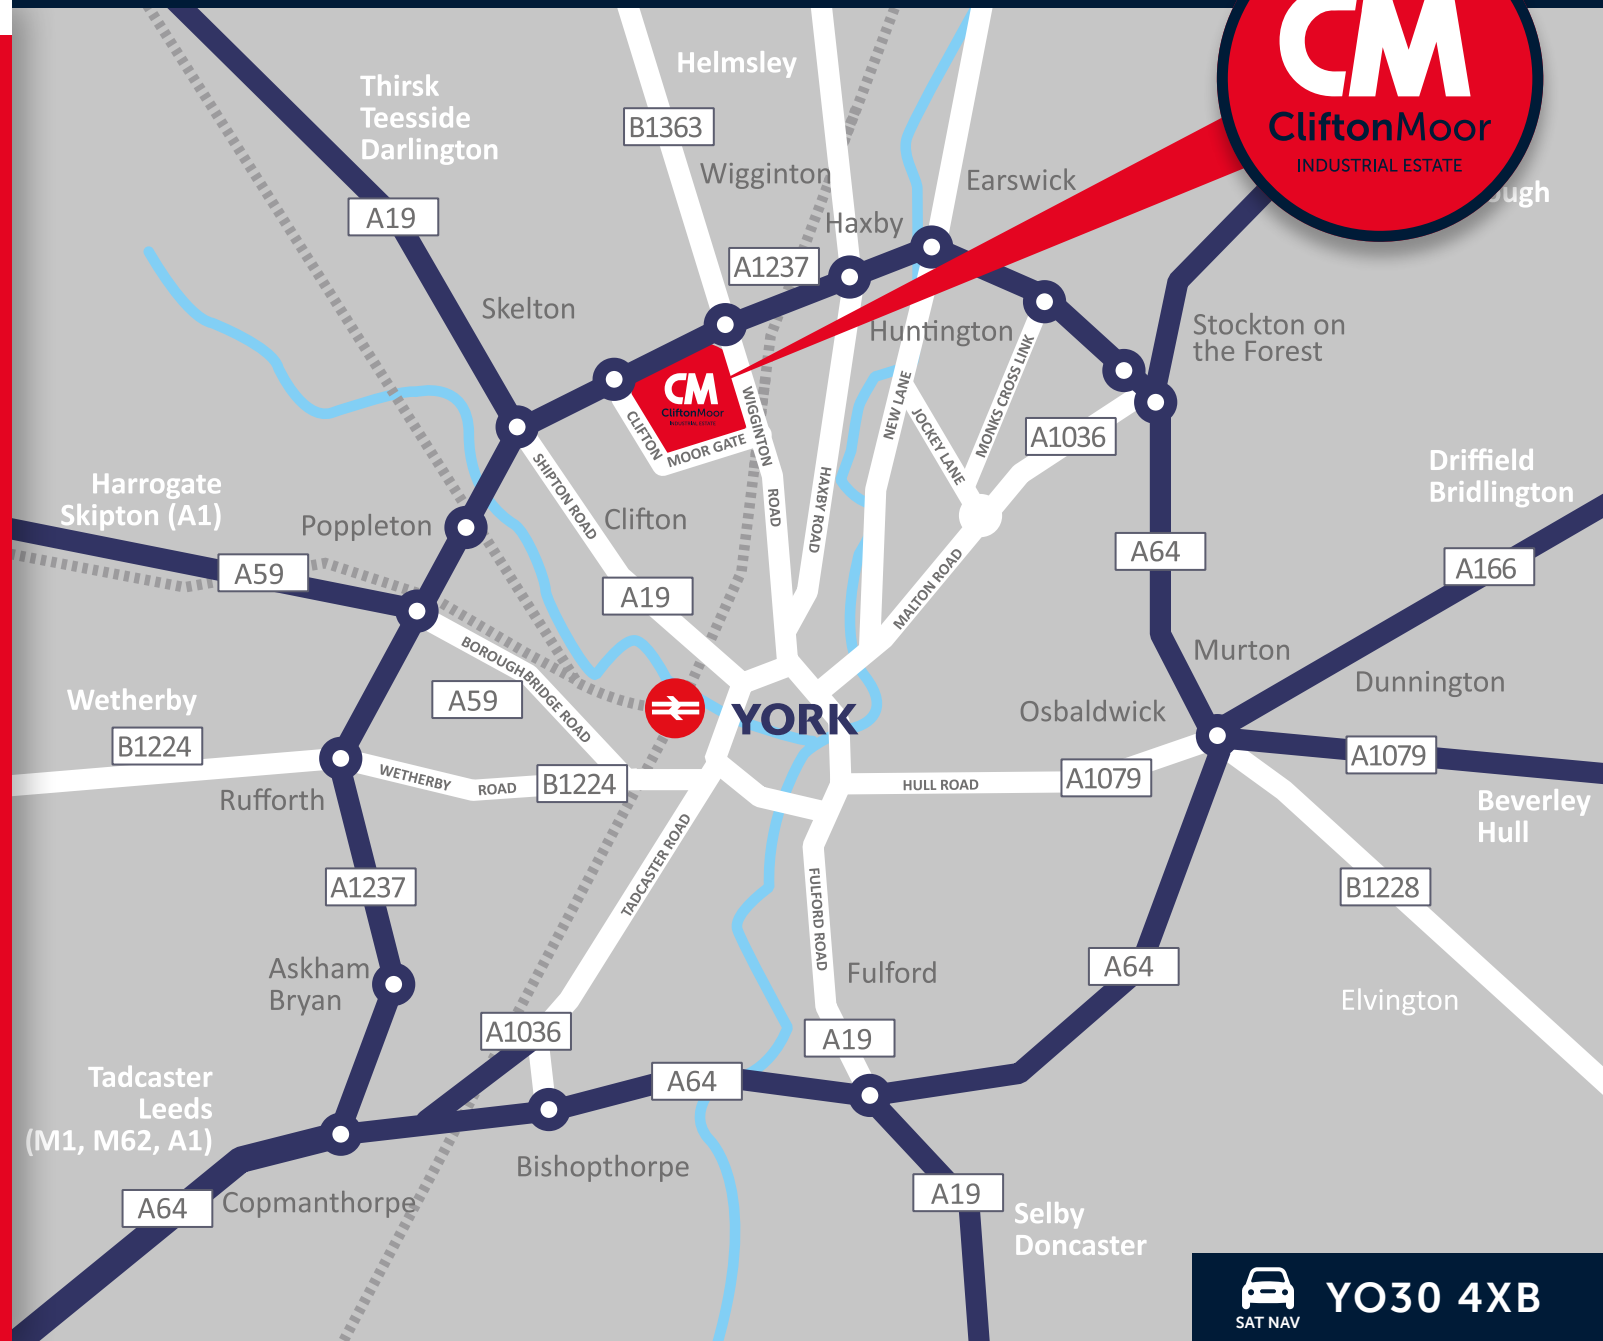 CM
CliftonMoor
INDUSTRIAL ESTATE
Helmsley
Thirsk
Teesside
Darlington
B1363
Wigginton
Earswick
ough
A19
Haxby
A1237
Skelton
Huntington
Stockton on
the Forest
CM
CliftonMoor
INDUSTRIAL ESTATE
CLIFTON
MOOR GATE
WIGGINTON
ROAD
HAXBY ROAD
NEW LANE
JOCKEY LANE
MONKS CROSS LINK
A1036
Driffield
Bridlington
Harrogate
Skipton (A1)
Poppleton
SHIPTON ROAD
Clifton
A59
A19
MALTON ROAD
A64
A166
BOROUGHBRIDGE ROAD
Murton
Dunnington
Wetherby
A59
YORK
Osbaldwick
B1224
WETHERBY
ROAD
B1224
HULL ROAD
A1079
A1079
Rufforth
Beverley
Hull
TADCASTER ROAD
A1237
FULFORD ROAD
B1228
Askham
Bryan
Fulford
A64
Elvington
A1036
A19
Tadcaster
Leeds
(M1, M62, A1)
A64
Bishopthorpe
A64
Copmanthorpe
A19
Selby
Doncaster
SAT NAV
YO30 4XB